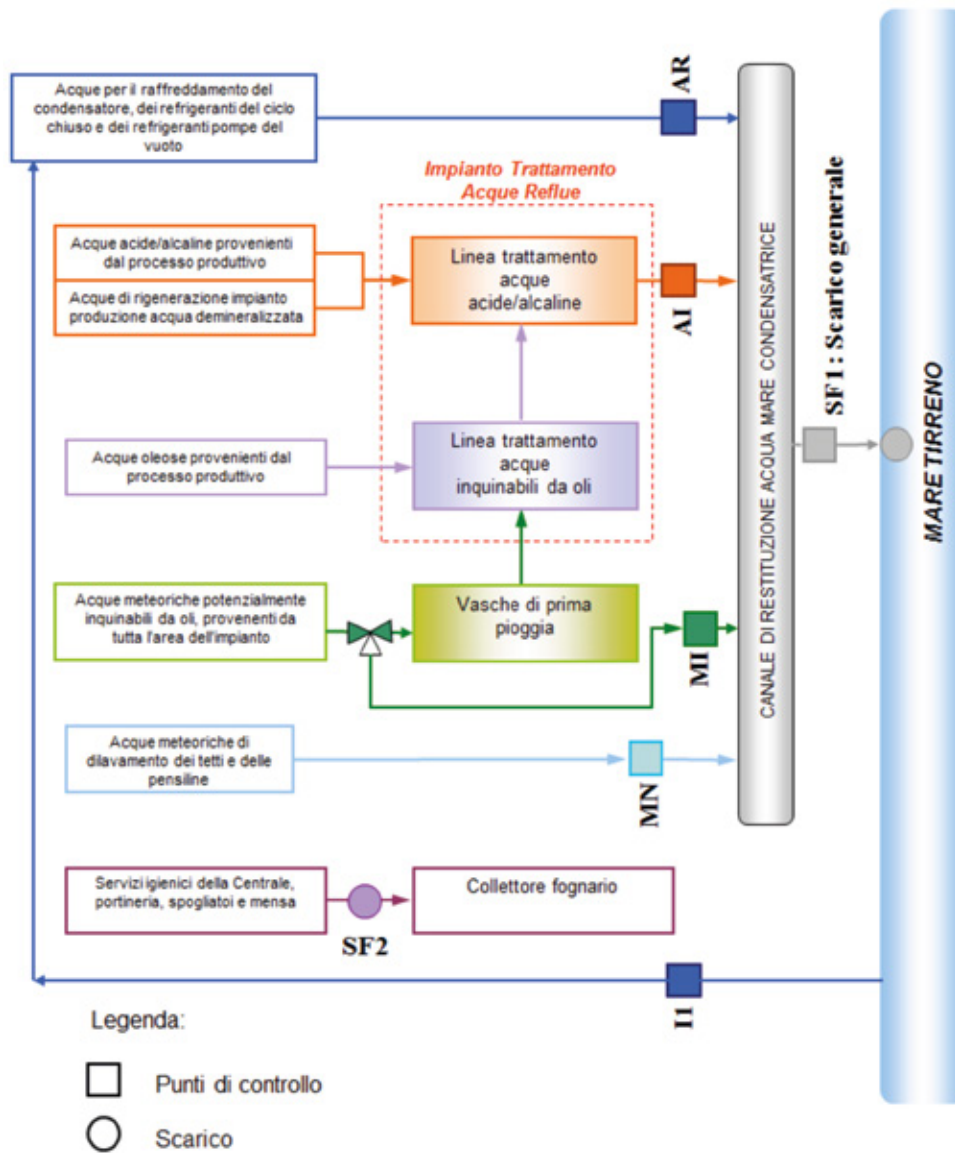 Acque per il raffreddamento del
condensatore, dei refrigeranti del ciclo
chiuso e dei refrigeranti pompe del
vuoto
AR
Impianto Trattamento
Acque Reflue
Acque acide/alcaline provenienti
dal processo produttivo
Acque di rigenerazione impianto
produzione acqua demineralizzata
Linea trattamento
acque
acide/alcaline
AI
Acque oleose provenienti dal
processo produttivo
Linea trattamento
acque
inquinabili da oli
Acque meteoriche potenzialmente
inquinabili da oli, provenenti da
tutta l'area dell'impianto
Vasche di prima
pioggia
MI
Acque meteoriche di
dilavamento dei tetti e delle
pensiline
MN
CANALE DI RESTITUZIONE ACQUA MARE CONDENSATRICE
SF1 : Scarico generale
MARE TIRRENO
Servizi igienici della Centrale,
portineria, spogliatoi e mensa
SF2
Collettore fognario
I1
Legenda:
Punti di controllo
Scarico